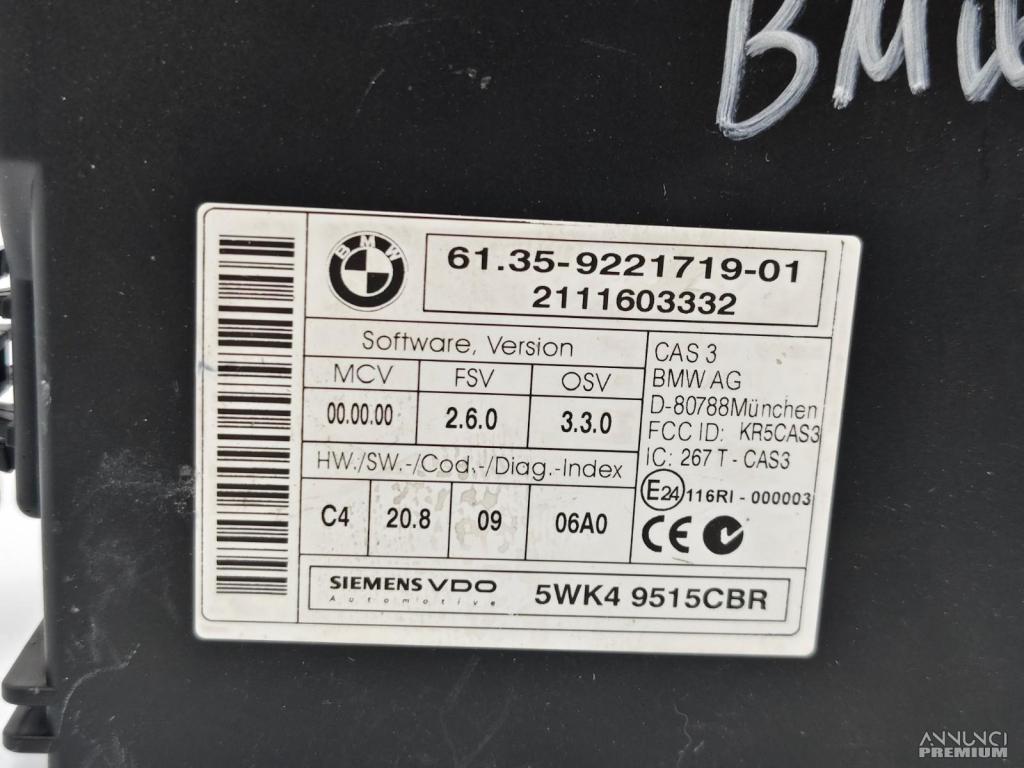 BMW
BMW
61.35-9221719-01
2111603332
Software, Version
MCV FSV OSV
00.00.00 2.6.0 3.3.0
HW./SW.-/Cod.-/Diag.-Index
C4 20.8 09 06A0
CAS 3
BMW AG
D-80788München
FCC ID: KR5CAS3
IC: 267 T - CAS3
E24 116RI - 000003
CE
SIEMENS VDO
Automotive
5WK4 9515CBR
ANNUNCI
PREMIUM